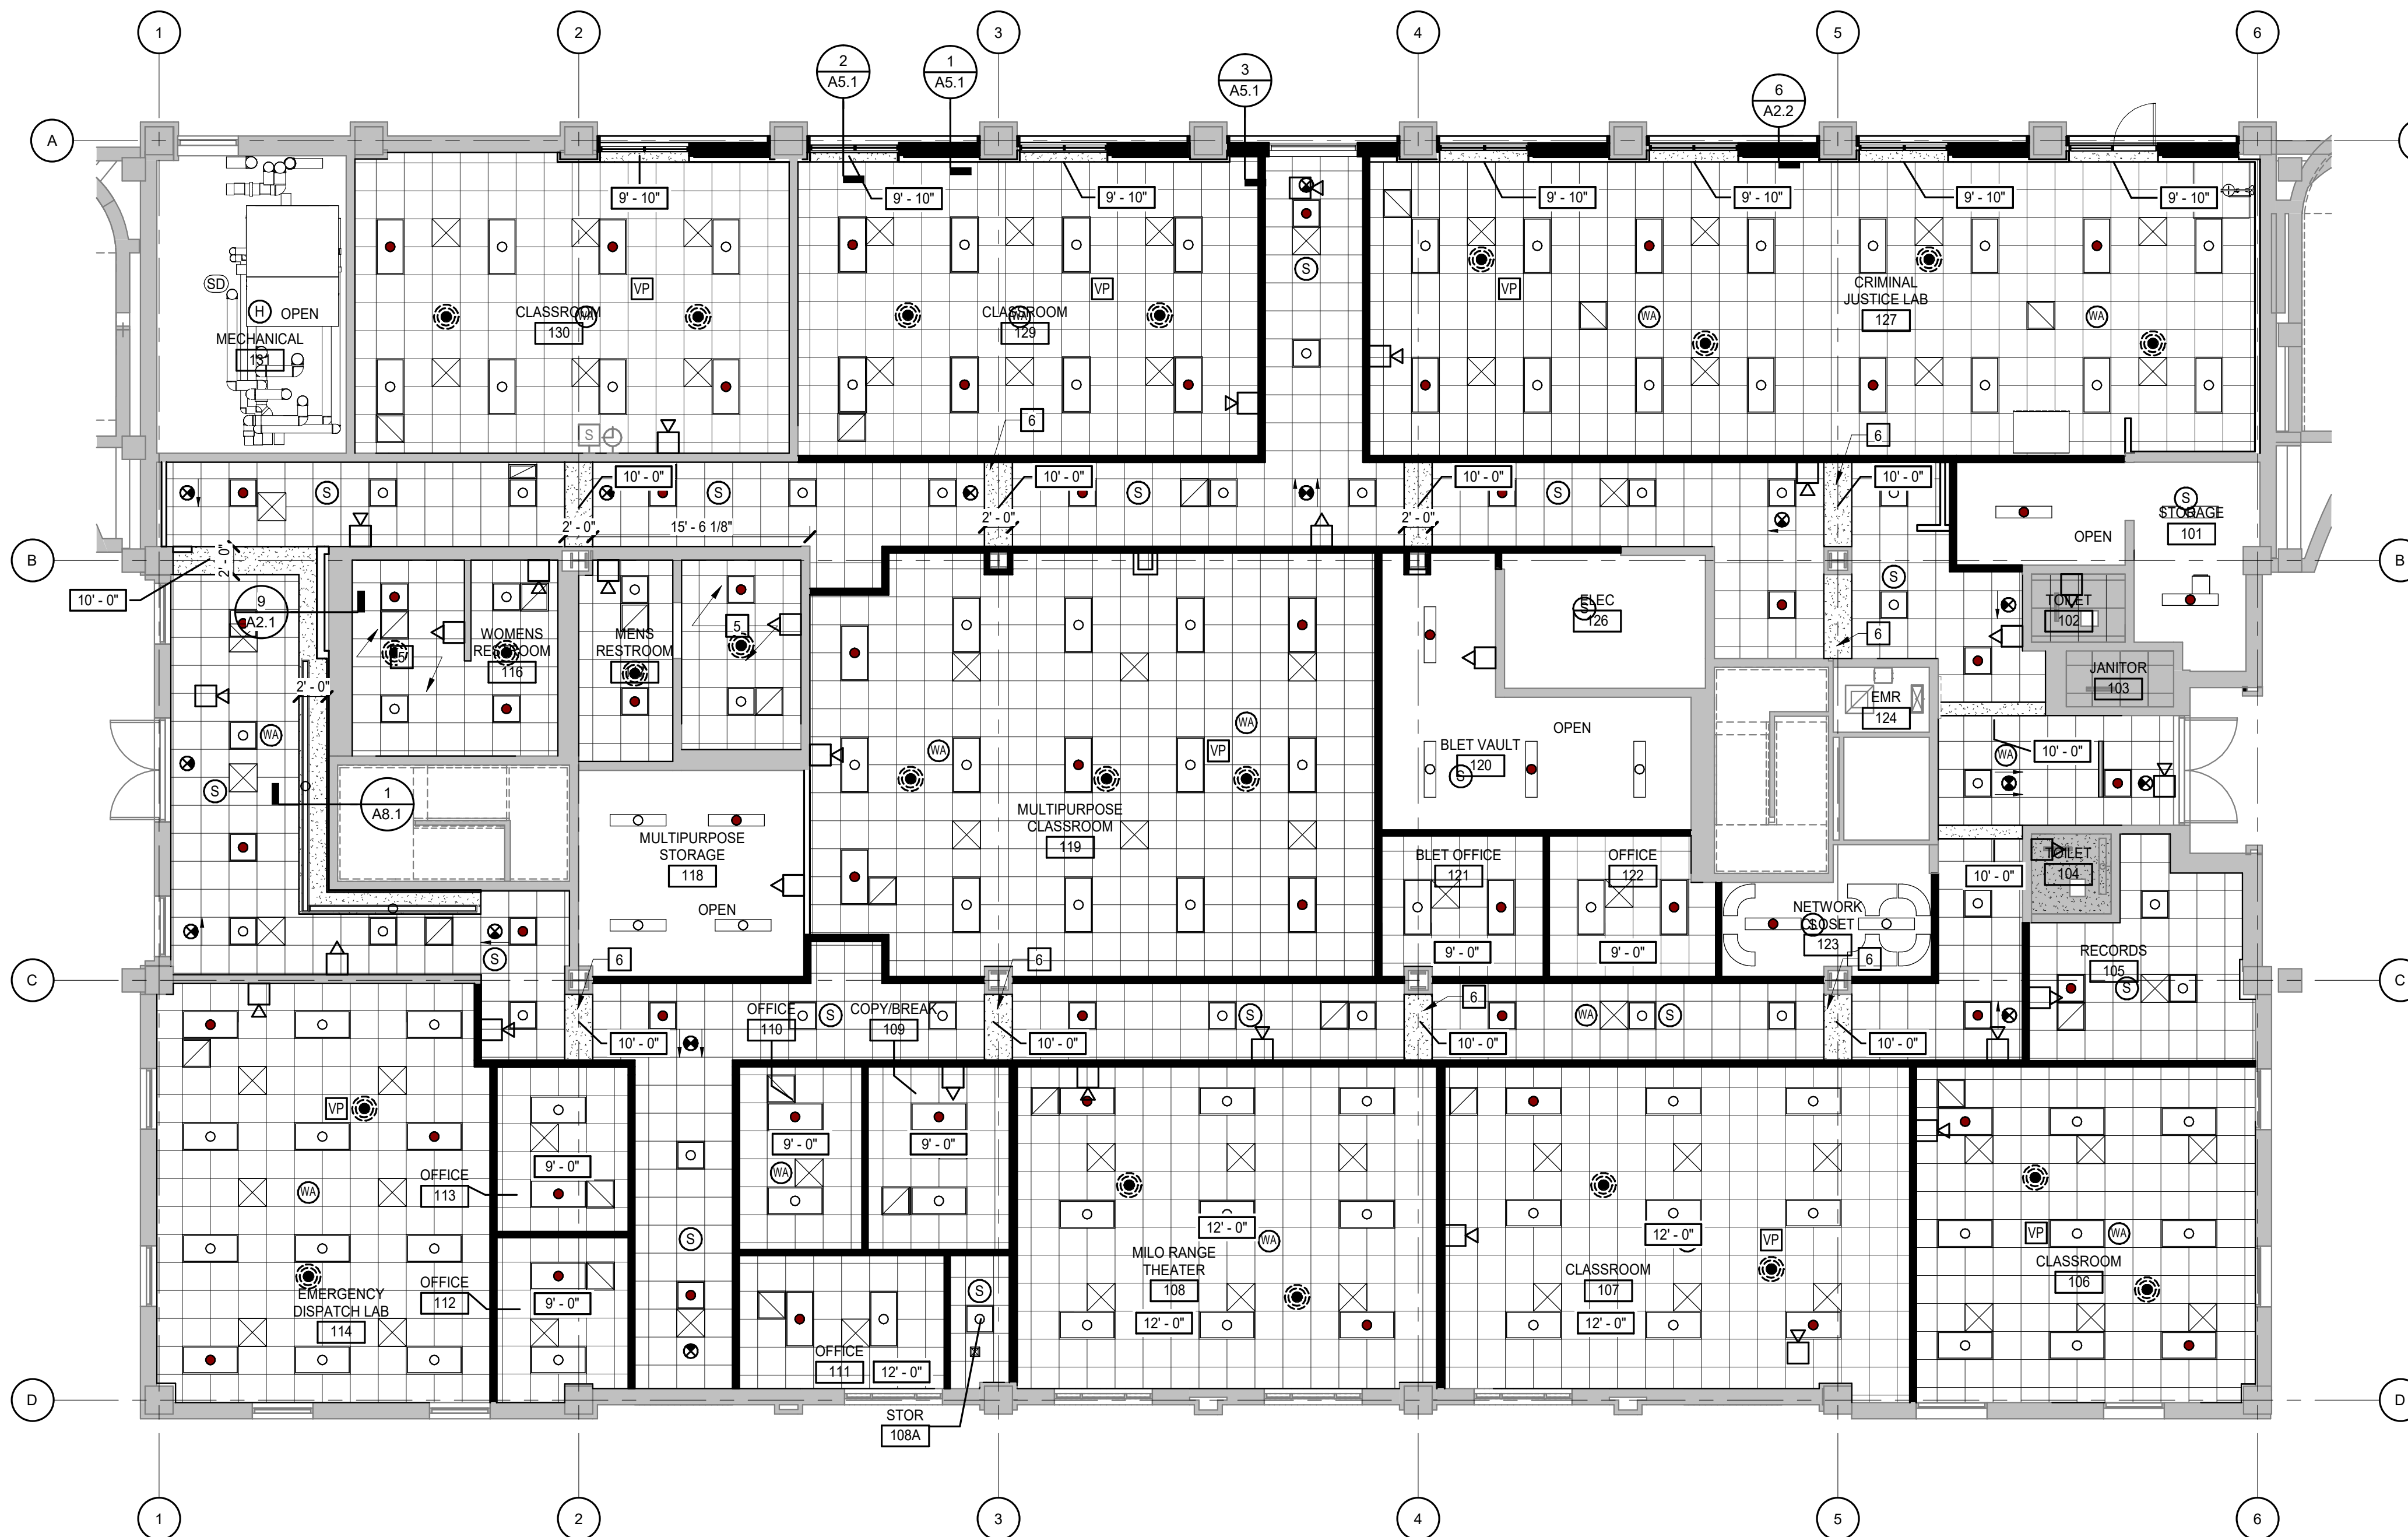 1
2
3
4
5
6
2
A5.1
1
A5.1
3
A5.1
6
A2.2
A
9' - 10"
9' - 10"
9' - 10"
9' - 10"
9' - 10"
9' - 10"
9' - 10"
SD
H
OPEN
MECHANICAL
131
VP
CLASSROOM
WA
130
VP
CLASSROOM
WA
129
S
VP
WA
CRIMINAL
JUSTICE LAB
127
WA
S
6
6
S
10' - 0"
S
10' - 0"
S
10' - 0"
S
10' - 0"
S
STORAGE
101
OPEN
2' - 0"
15' - 6 1/8"
2' - 0"
2' - 0"
2' - 0"
B
B
10' - 0"
9
A2.1
5
WOMENS
RESTROOM
116
MENS
RESTROOM
5
ELEC
S
126
S
6
TOILET
102
JANITOR
103
2' - 0"
WA
S
EMR
124
WA
WA
VP
OPEN
BLET VAULT
120
S
10' - 0"
WA
1
A8.1
MULTIPURPOSE
STORAGE
118
OPEN
MULTIPURPOSE
CLASSROOM
119
BLET OFFICE
121
9' - 0"
OFFICE
122
9' - 0"
NETWORK
CLOSET
S
123
6
10' - 0"
TOILET
104
RECORDS
105
S
S
6
6
6
C
C
OFFICE
110
S
COPY/BREAK
109
S
WA
S
10' - 0"
10' - 0"
10' - 0"
10' - 0"
VP
WA
EMERGENCY
DISPATCH LAB
114
OFFICE
113
9' - 0"
OFFICE
112
9' - 0"
S
9' - 0"
WA
9' - 0"
OFFICE
111
12' - 0"
S
STOR
108A
12' - 0"
WA
MILO RANGE
THEATER
108
12' - 0"
12' - 0"
VP
CLASSROOM
107
12' - 0"
VP
WA
CLASSROOM
106
D
D
1
2
3
4
5
6